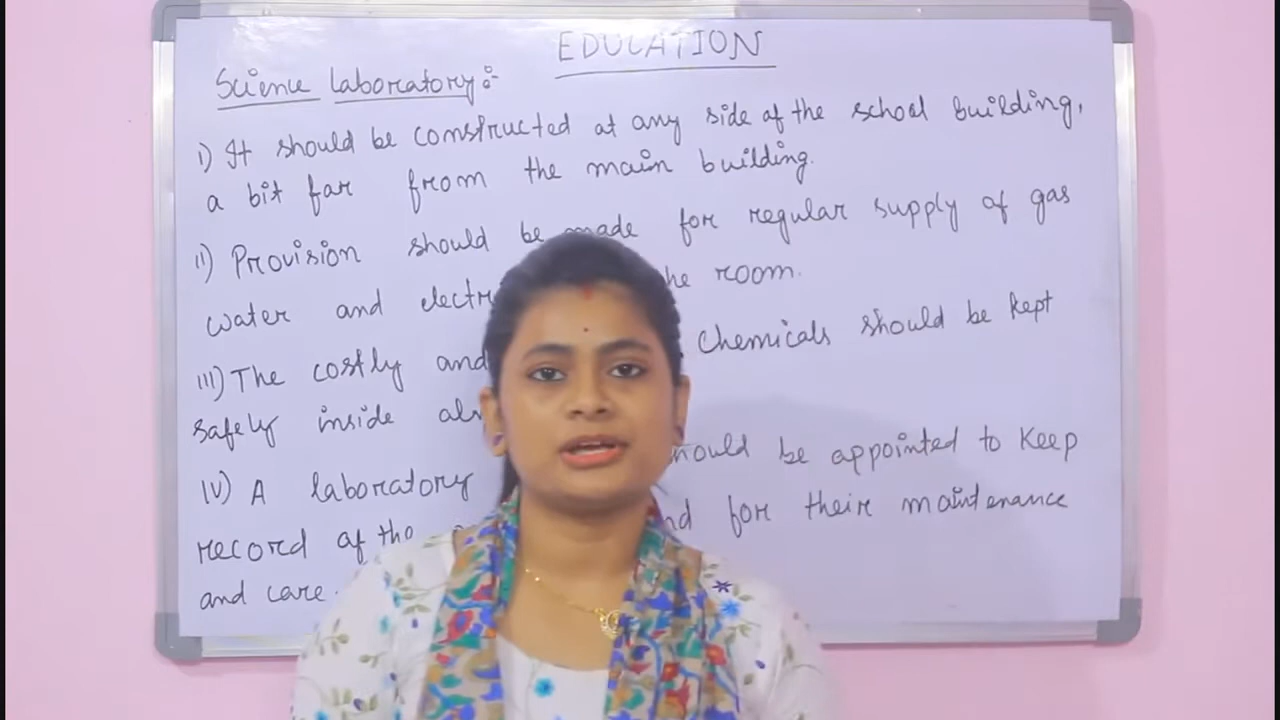 EDUCATION
Science laboratory:-
I) It should be constructed at any side of the school building,
a bit far from the main building.
II) Provision should be made for regular supply of gas
water and room.
III) The costly and chemicals should be kept
safely inside
IV) A laboratory should be appointed to keep
record of the for their maintenance
and care.